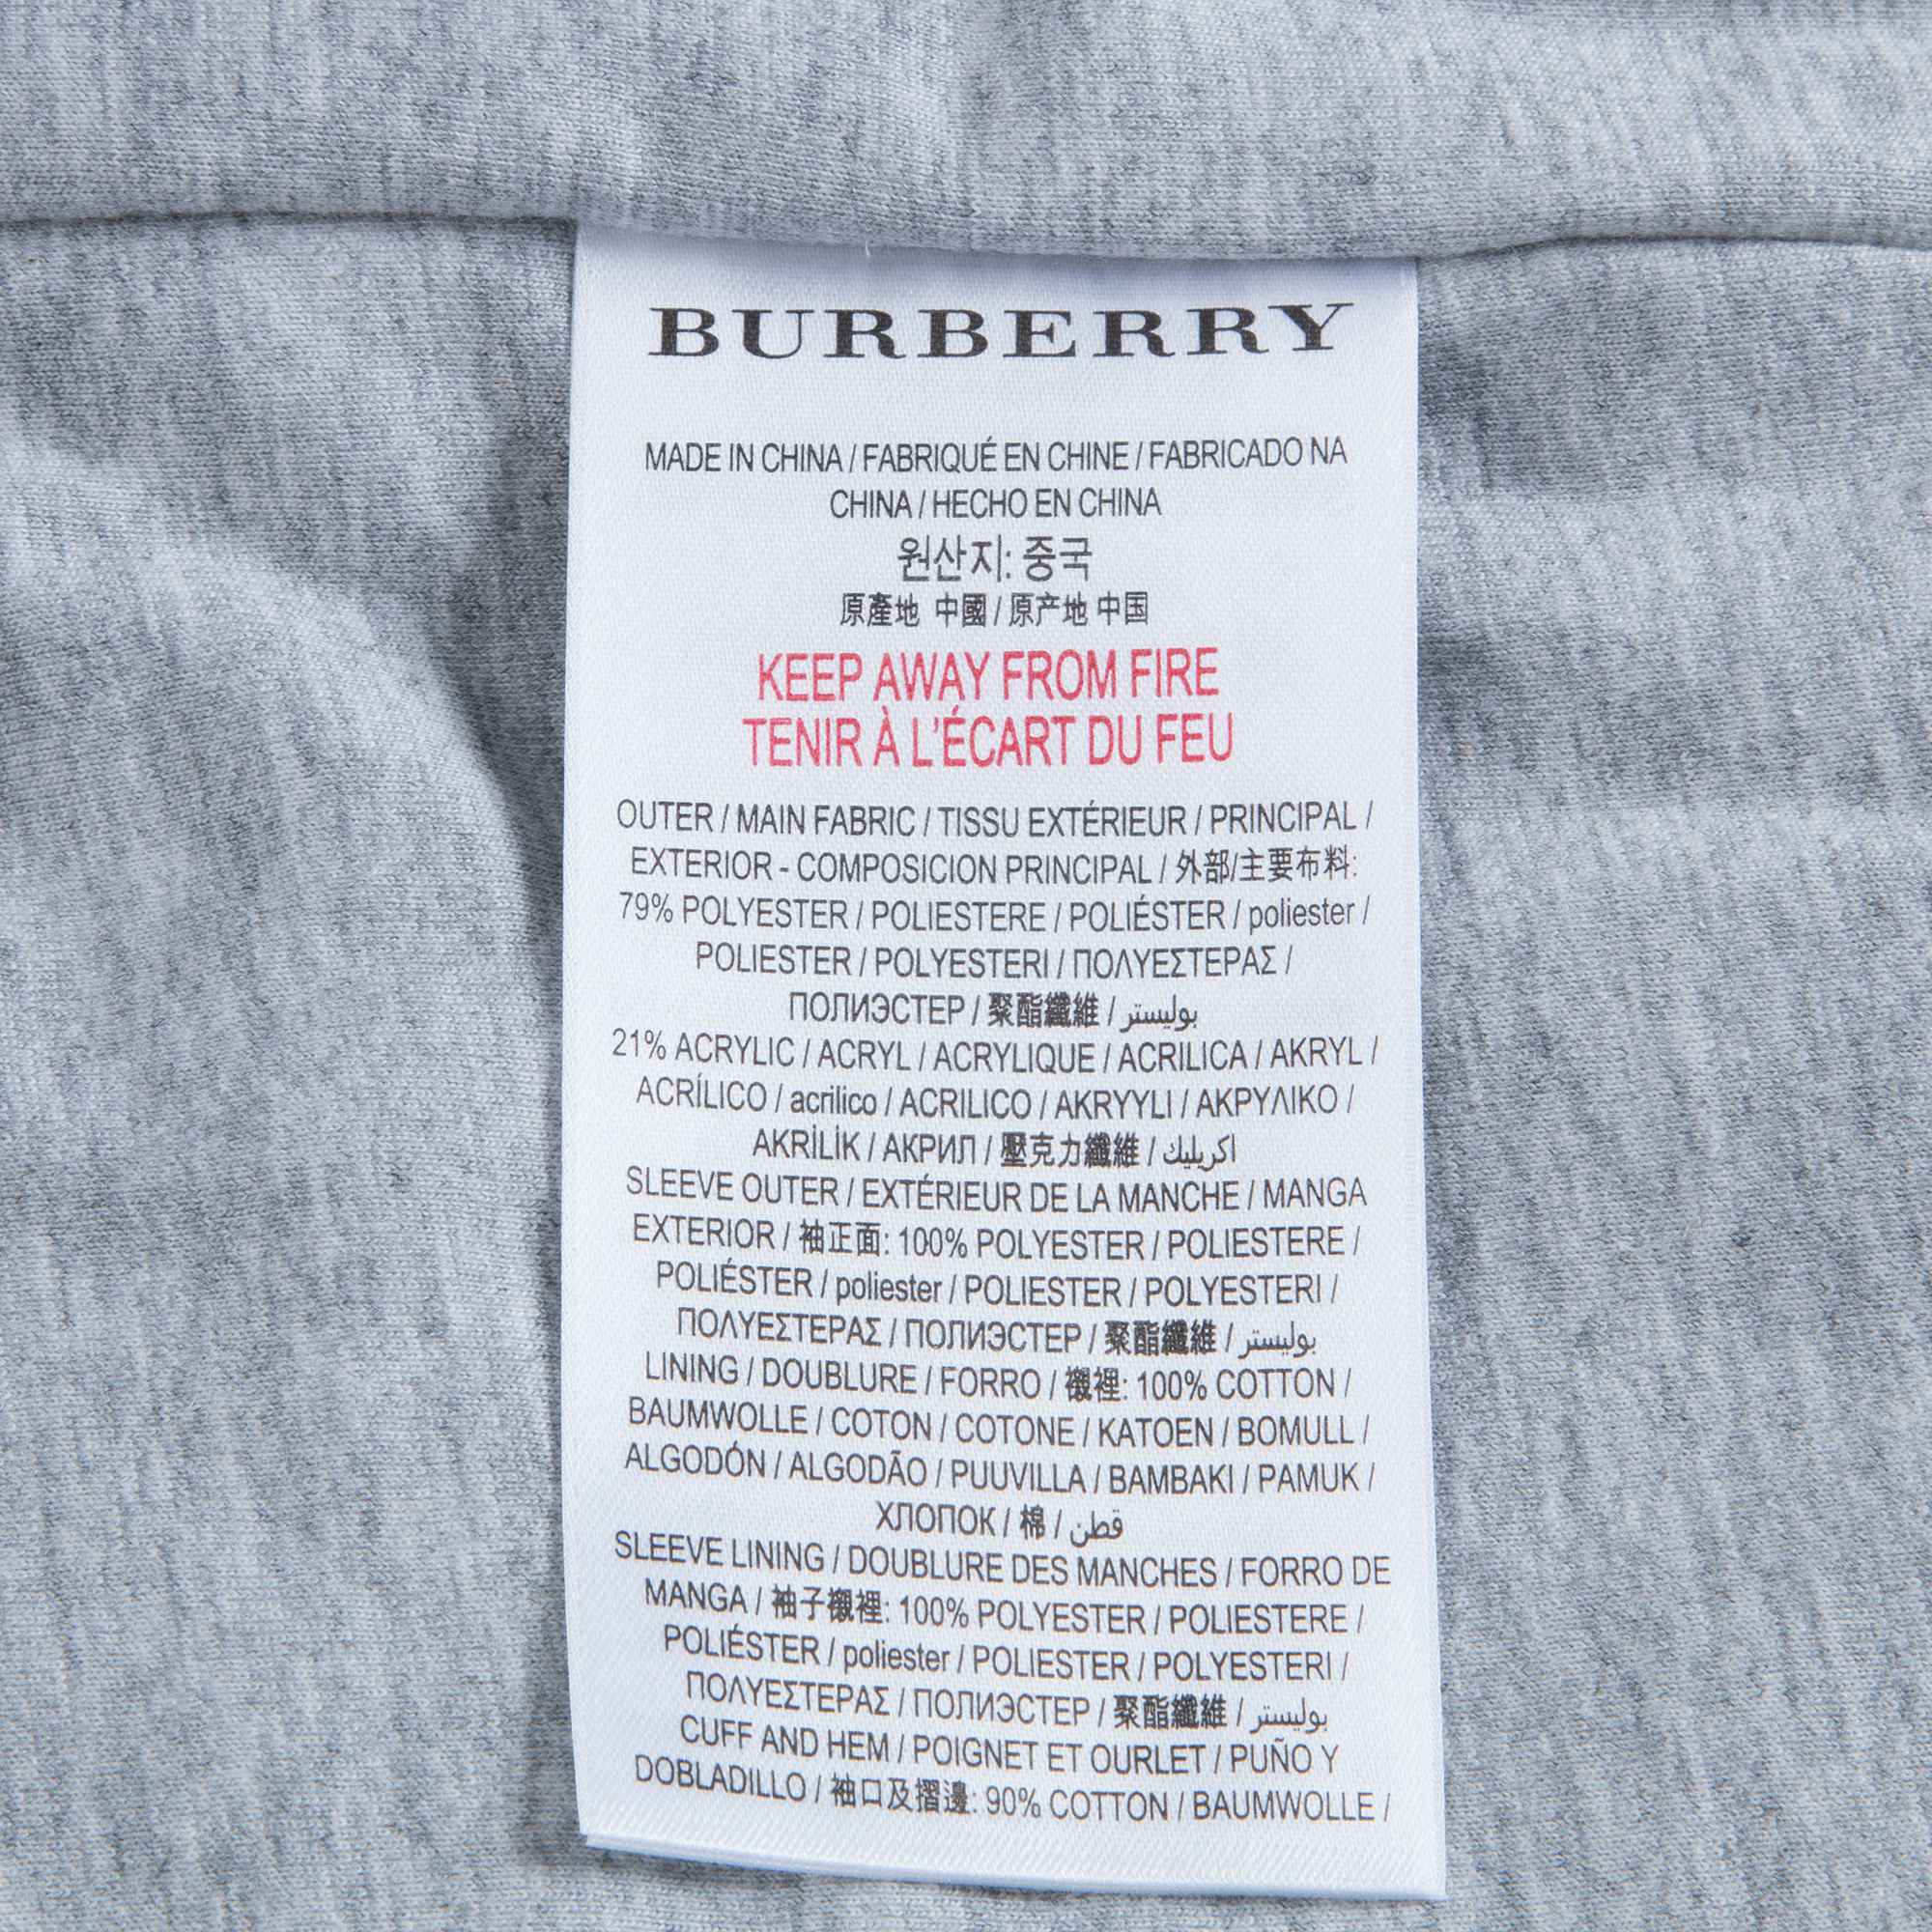 BURBERRY
MADE IN CHINA / FABRIQUÉ EN CHINE / FABRICADO NA
CHINA / HECHO EN CHINA
원산지: 중국
原產地 中國 / 原产地 中国
KEEP AWAY FROM FIRE
TENIR À L'ÉCART DU FEU
OUTER / MAIN FABRIC / TISSU EXTÉRIEUR / PRINCIPAL /
EXTERIOR - COMPOSICION PRINCIPAL / 外部/主要布料:
79% POLYESTER / POLIESTERE / POLIÉSTER / poliester /
POLIESTER / POLYESTERI / ΠΟΛΥΕΣΤΕΡΑΣ /
ПОЛИЭСТЕР / 聚酯纖維 / بوليستر
21% ACRYLIC / ACRYL / ACRYLIQUE / ACRILICA / AKRYL /
ACRÍLICO / acrilico / ACRILICO / AKRYYLI / ΑΚΡΥΛΙΚΟ /
AKRİLİK / АКРИЛ / 壓克力纖維 / اكريليك
SLEEVE OUTER / EXTÉRIEUR DE LA MANCHE / MANGA
EXTERIOR / 袖正面: 100% POLYESTER / POLIESTERE /
POLIÉSTER / poliester / POLIESTER / POLYESTERI /
ΠΟΛΥΕΣΤΕΡΑΣ / ПОЛИЭСТЕР / 聚酯纖維 / بوليستر
LINING / DOUBLURE / FORRO / 襯裡: 100% COTTON /
BAUMWOLLE / COTON / COTONE / KATOEN / BOMULL /
ALGODÓN / ALGODÃO / PUUVILLA / BAMBAKI / PAMUK /
ХЛОПОК / 棉 / قطن
SLEEVE LINING / DOUBLURE DES MANCHES / FORRO DE
MANGA / 袖子襯裡: 100% POLYESTER / POLIESTERE /
POLIÉSTER / poliester / POLIESTER / POLYESTERI /
ΠΟΛΥΕΣΤΕΡΑΣ / ПОЛИЭСТЕР / 聚酯纖維 / بوليستر
CUFF AND HEM / POIGNET ET OURLET / PUÑO Y
DOBLADILLO / 袖口及摺邊: 90% COTTON / BAUMWOLLE /